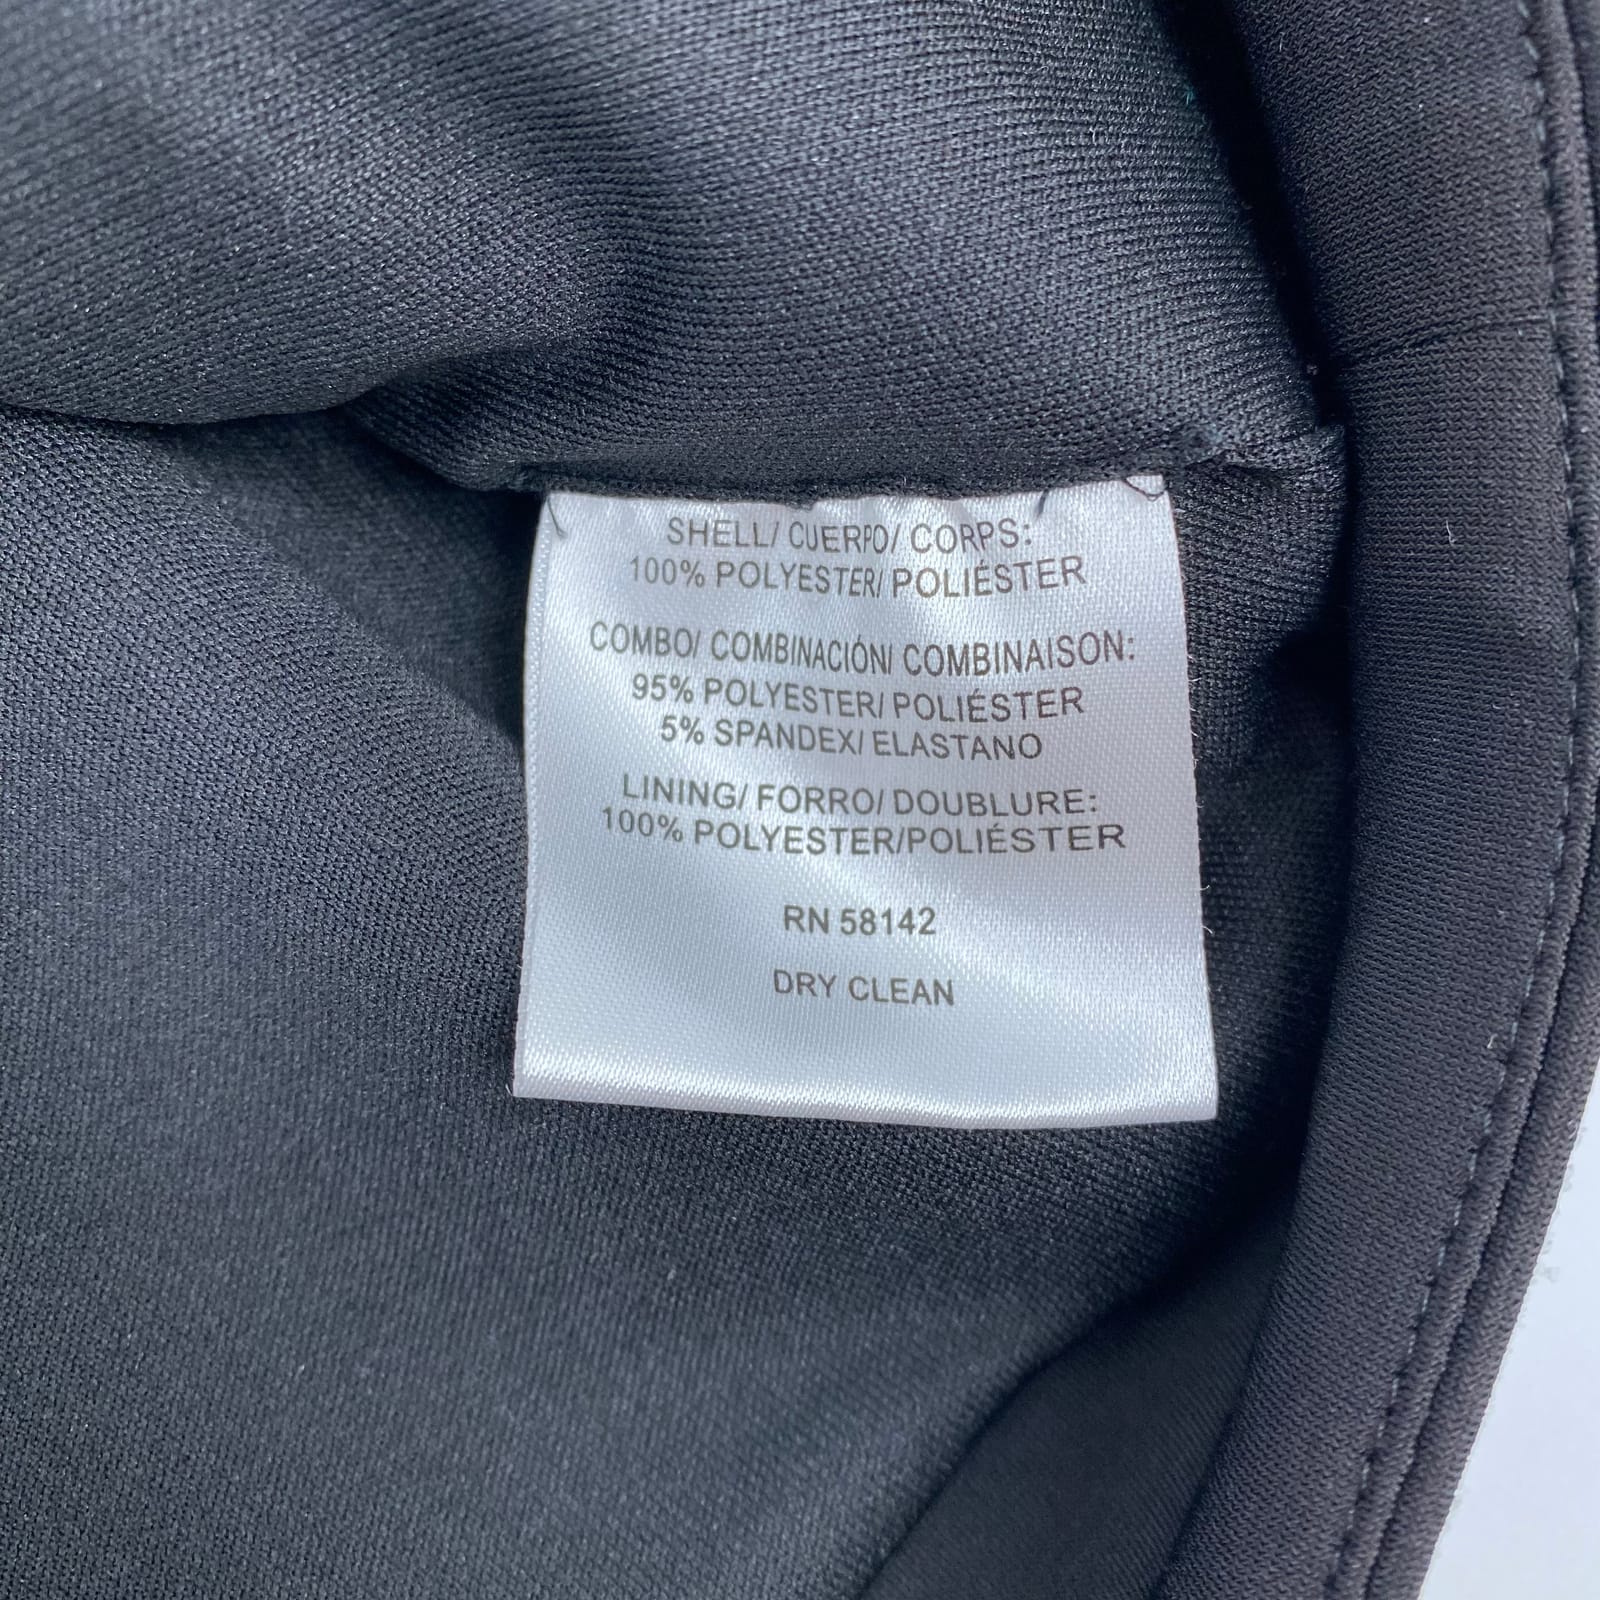 SHELL/ CUERPO/ CORPS:
100% POLYESTER/ POLIÉSTER
COMBO/ COMBINACIÓN/ COMBINAISON:
95% POLYESTER/ POLIÉSTER
5% SPANDEX/ ELASTANO
LINING/ FORRO/ DOUBLURE:
100% POLYESTER/POLIÉSTER
RN 58142
DRY CLEAN